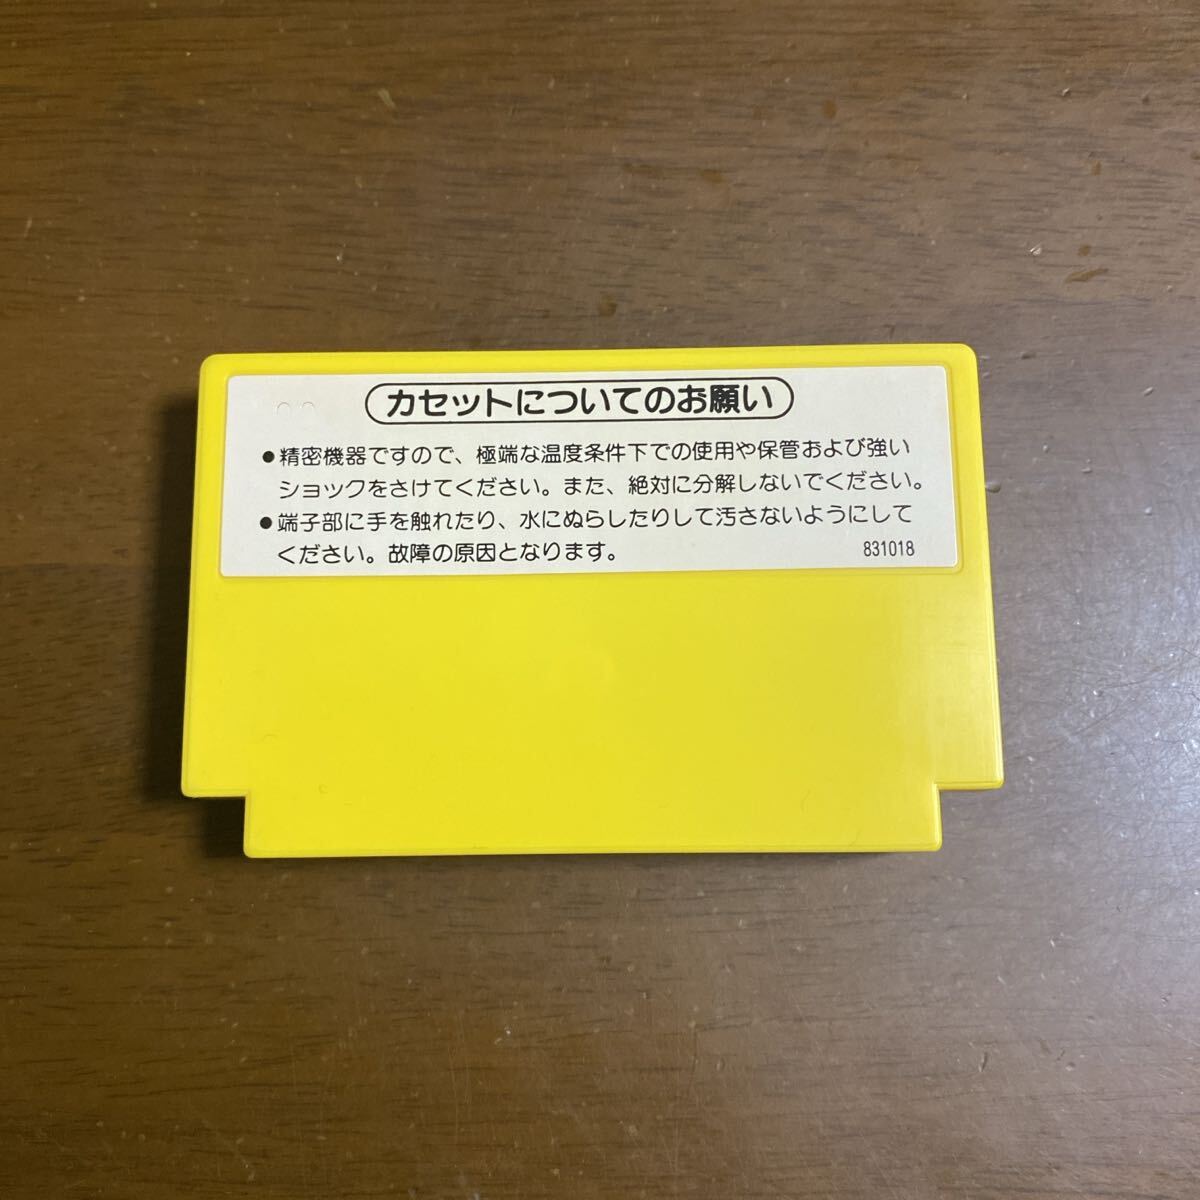 カセットについてのお願い
●精密機器ですので、極端な温度条件下での使用や保管および強い
ショックをさけてください。また、絶対に分解しないでください。
●端子部に手を触れたり、水にぬらしたりして汚さないようにして
ください。故障の原因となります。 831018